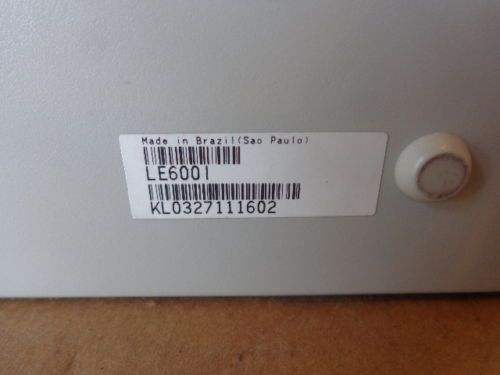 Made in Brazil(Sao Paulo)
LE600I
KL0327111602